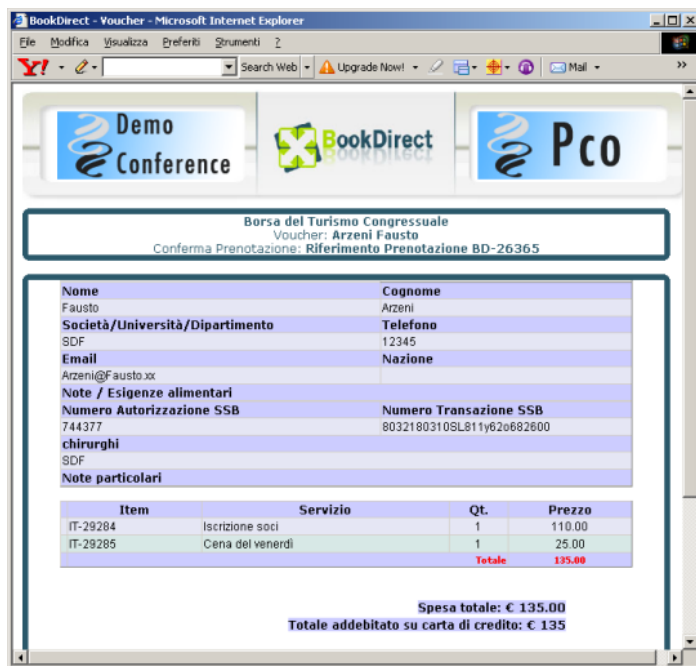 BookDirect - Voucher - Microsoft Internet Explorer
File Modifica Visualizza Preferiti Strumenti ?
Y! Search Web Upgrade Now! Mail »
Demo Conference
BookDirect
Pco
Borsa del Turismo Congressuale
Voucher: Arzeni Fausto
Conferma Prenotazione: Riferimento Prenotazione BD-26365
Nome Cognome
Fausto Arzeni
Società/Università/Dipartimento Telefono
SDF 12345
Email Nazione
Arzeni@Fausto.xx
Note / Esigenze alimentari
Numero Autorizzazione SSB Numero Transazione SSB
744377 8032180310SL811y62o682600
chirurghi
SDF
Note particolari
Item Servizio Qt. Prezzo
IT-29284 Iscrizione soci 1 110.00
IT-29285 Cena del venerdì 1 25.00
Totale 135.00
Spesa totale: € 135.00
Totale addebitato su carta di credito: € 135